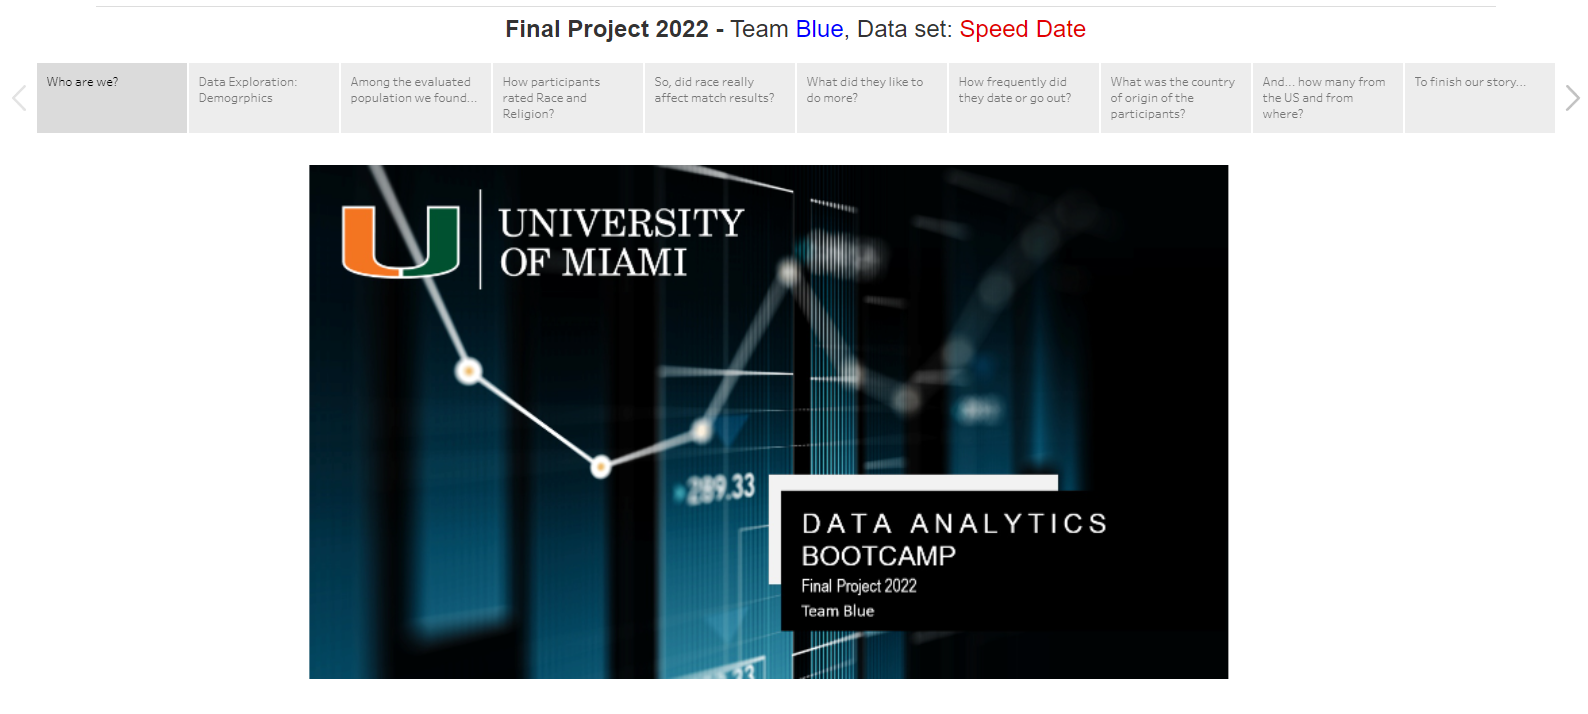 Final Project 2022 - Team Blue, Data set: Speed Date
Who are we?
Data Exploration:
Demogrphics
Among the evaluated
population we found...
How participants
rated Race and
Religion?
So, did race really
affect match results?
What did they like to
do more?
How frequently did
they date or go out?
What was the country
of origin of the
participants?
And... how many from
the US and from
where?
To finish our story...
UNIVERSITY
OF MIAMI
289.33
DATA ANALYTICS
BOOTCAMP
Final Project 2022
Team Blue